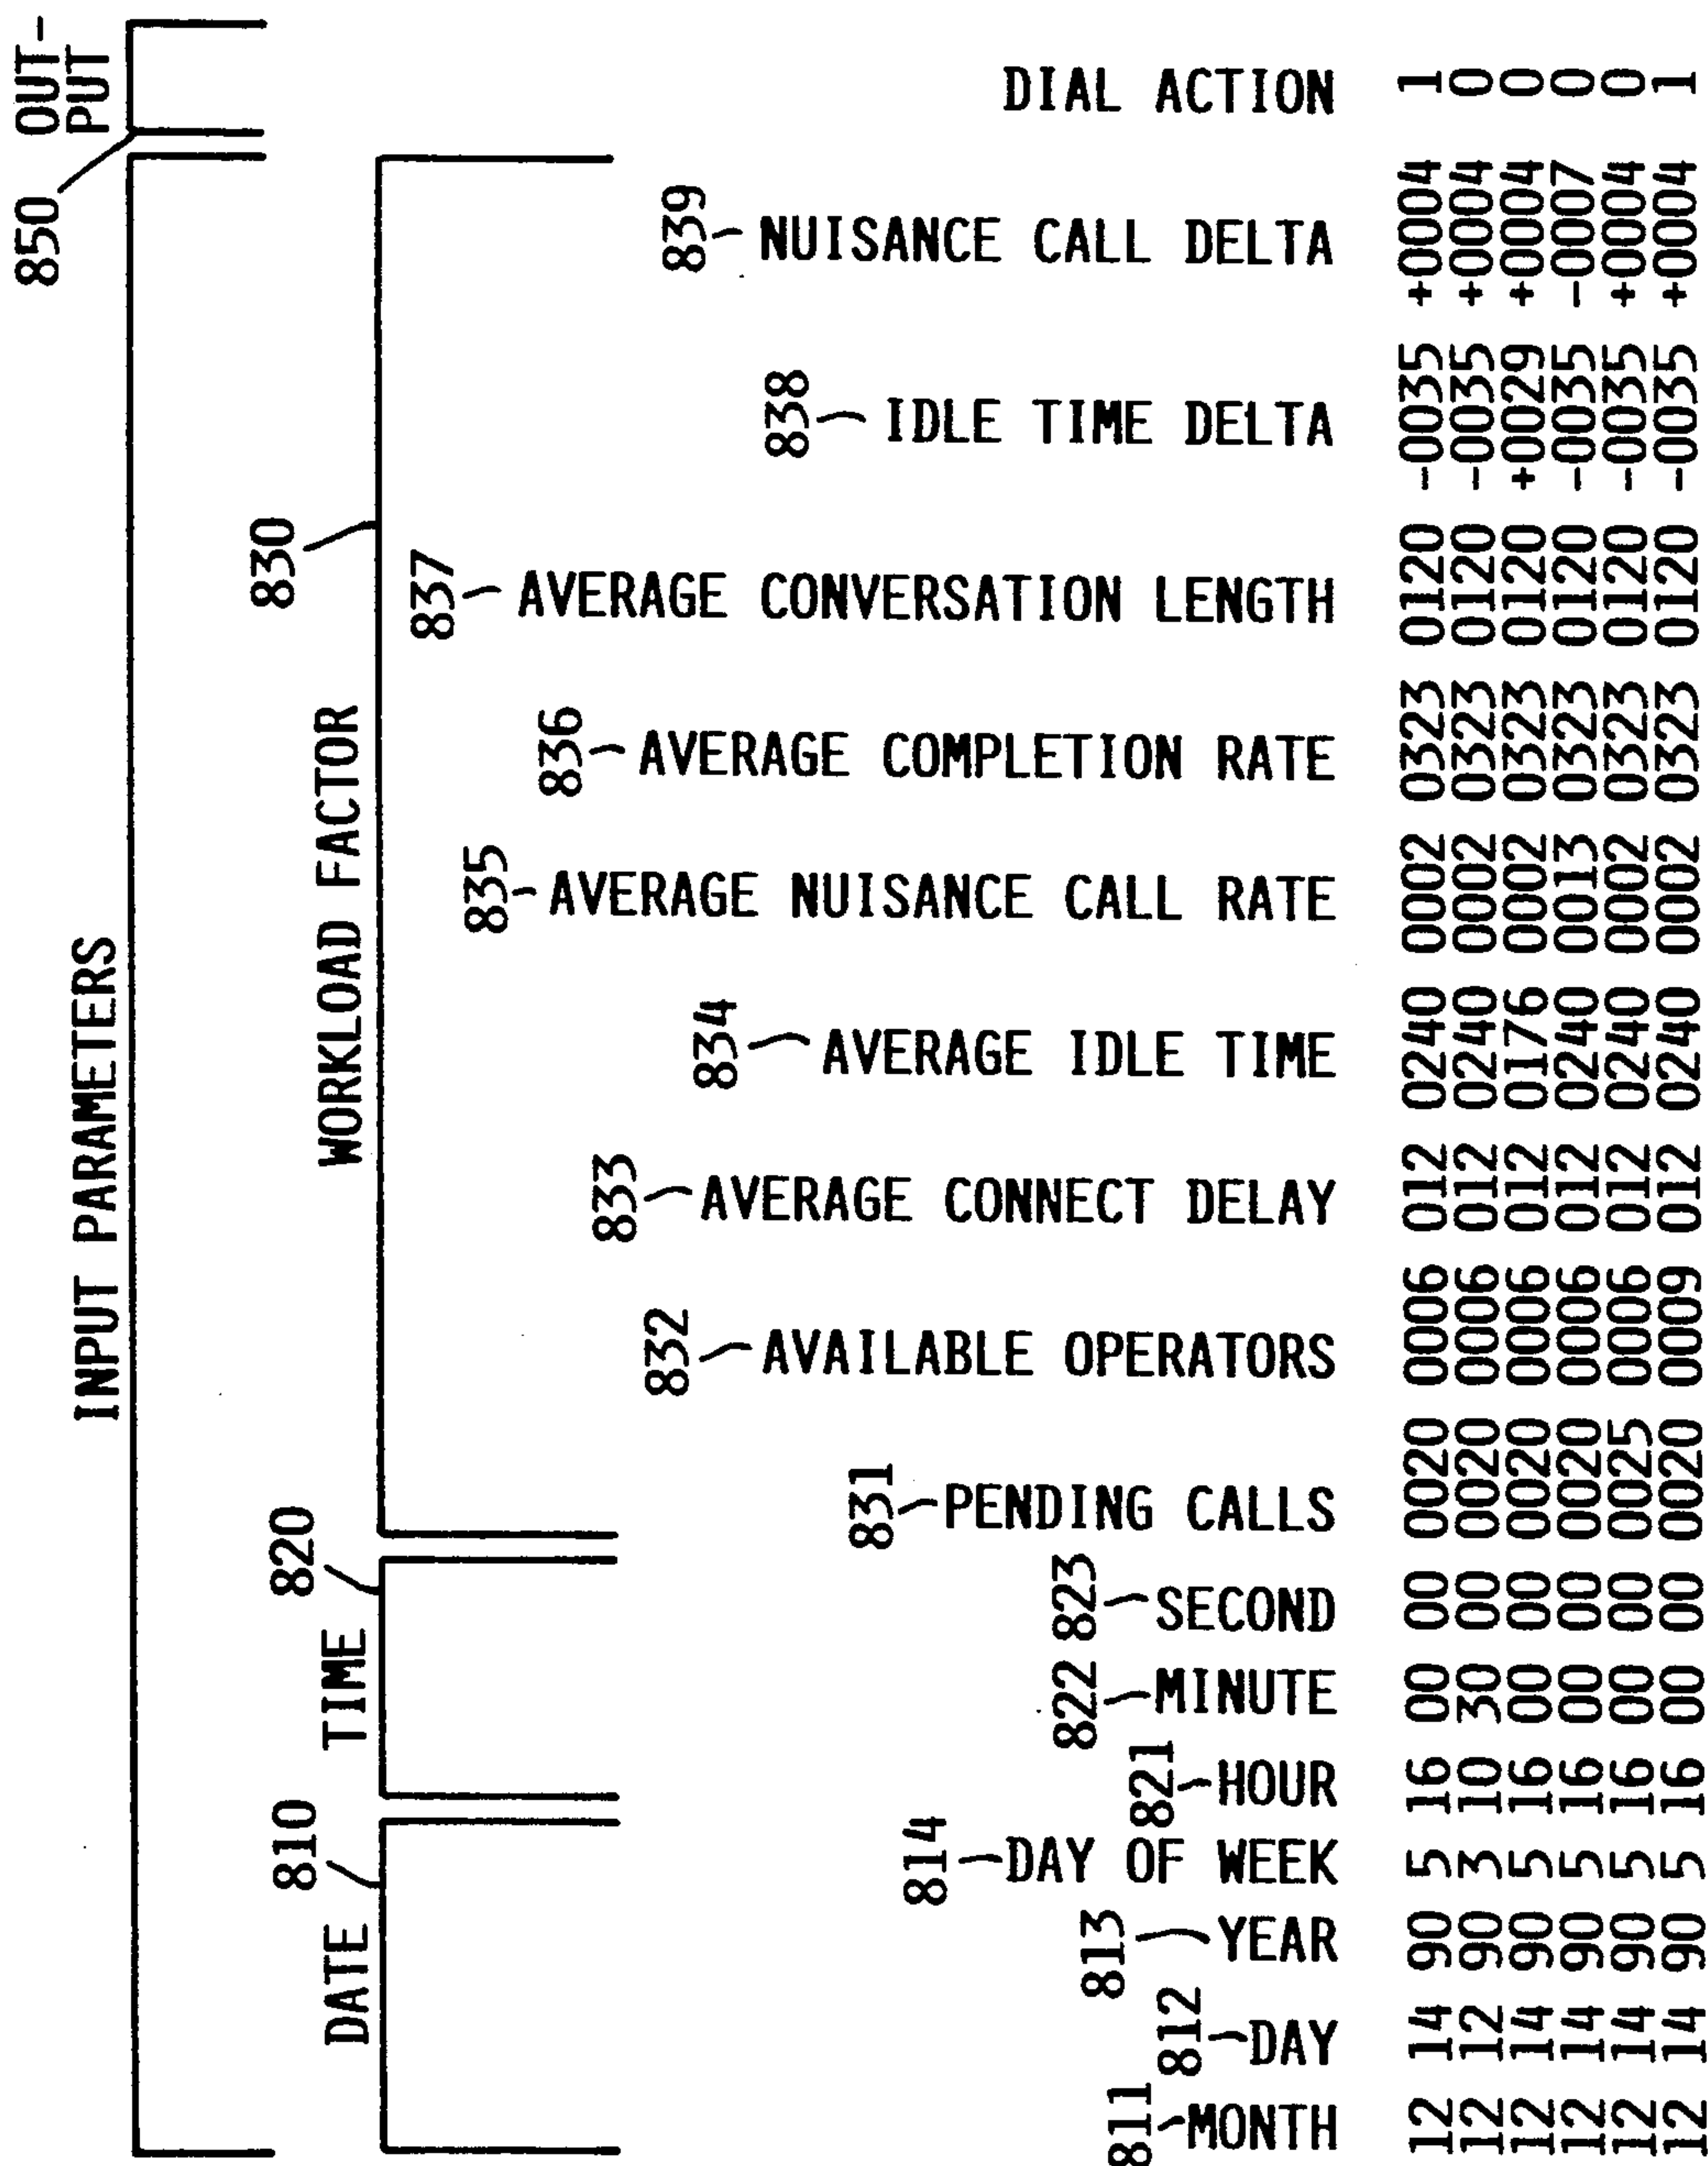 INPUT PARAMETERS
OUT-
PUT
850
DATE
810
TIME
820
WORKLOAD FACTOR
830
811
MONTH
812
DAY
813
YEAR
814
DAY OF WEEK
821
HOUR
822
MINUTE
823
SECOND
831
PENDING CALLS
832
AVAILABLE OPERATORS
833
AVERAGE CONNECT DELAY
834
AVERAGE IDLE TIME
835
AVERAGE NUISANCE CALL RATE
836
AVERAGE COMPLETION RATE
837
AVERAGE CONVERSATION LENGTH
838
IDLE TIME DELTA
839
NUISANCE CALL DELTA
DIAL ACTION
12 14 90 5 16 00 00 0020 0006 012 0240 0002 0323 0120 -0035 +0004 1
12 12 90 3 10 30 00 0020 0006 012 0240 0002 0323 0120 -0035 +0004 0
12 14 90 5 16 00 00 0020 0006 012 0176 0002 0323 0120 +0029 +0004 0
12 14 90 5 16 00 00 0020 0006 012 0240 0013 0323 0120 -0035 -0007 0
12 14 90 5 16 00 00 0025 0006 012 0240 0002 0323 0120 -0035 +0004 0
12 14 90 5 16 00 00 0020 0009 012 0240 0002 0323 0120 -0035 +0004 1